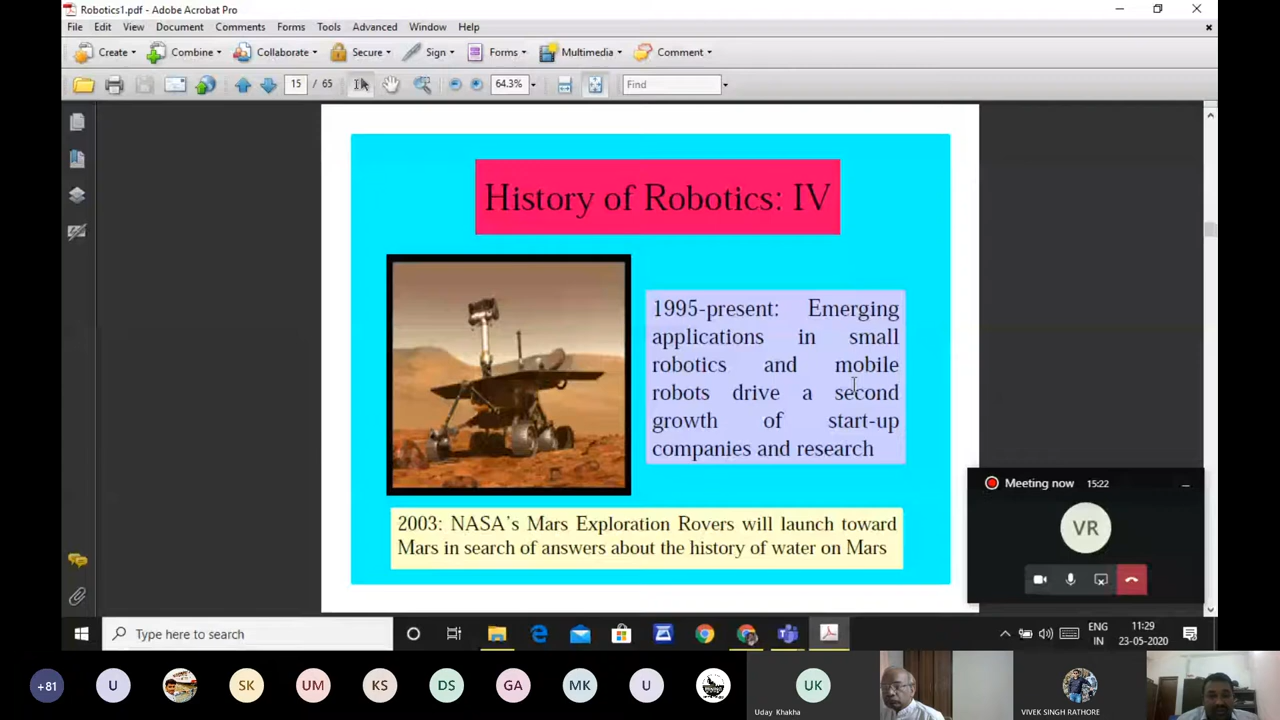 Robotics1.pdf - Adobe Acrobat Pro
File Edit View Document Comments Forms Tools Advanced Window Help
Create Combine Collaborate Secure Sign Forms Multimedia Comment
15 / 65 64.3% Find
History of Robotics: IV
1995-present: Emerging
applications in small
robotics and mobile
robots drive a second
growth of start-up
companies and research
2003: NASA's Mars Exploration Rovers will launch toward
Mars in search of answers about the history of water on Mars
Meeting now 15:22
VR
Type here to search
ENG
IN
11:29
23-05-2020
+81 U SK UM KS DS GA MK U UK
Uday Khakha
VIVEK SINGH RATHORE